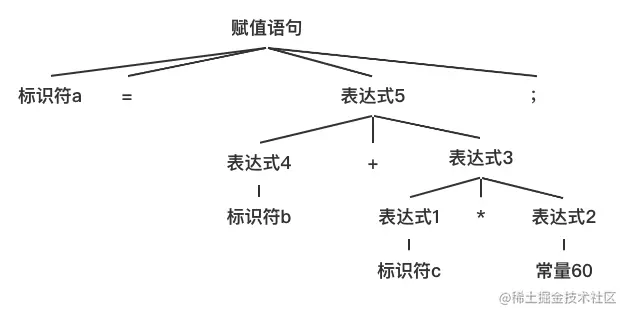 赋值语句
标识符a = 表达式5 ;
表达式4 + 表达式3
标识符b 表达式1 * 表达式2
标识符c 常量60
@稀土掘金技术社区